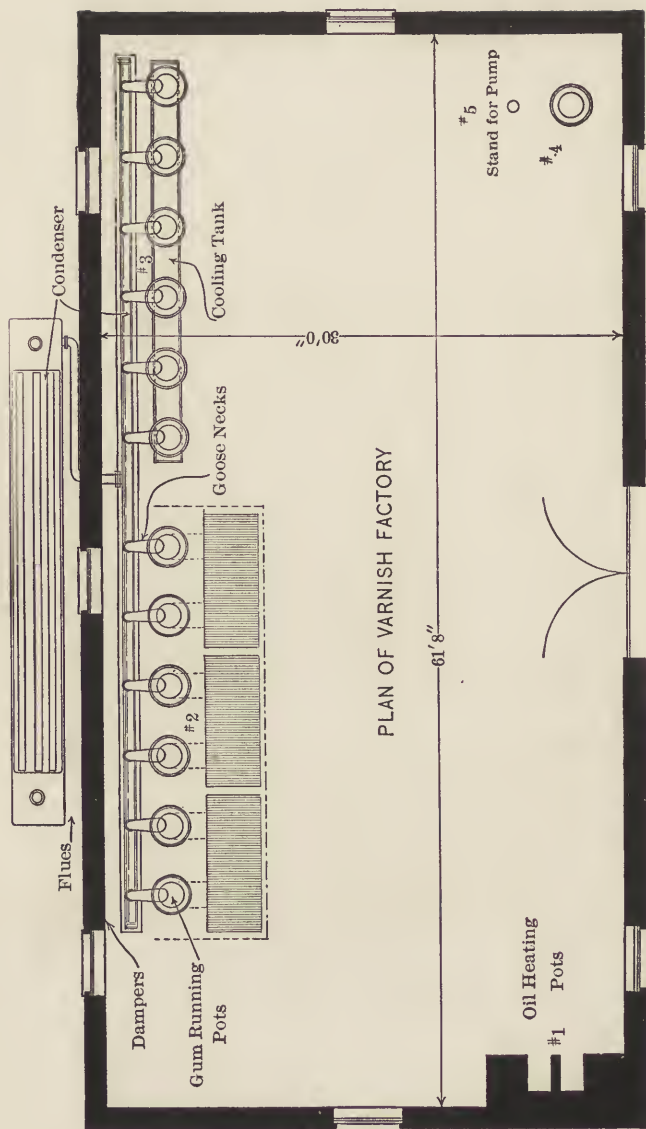 Flues
Condenser
Dampers
Gum Running
Pots
#2
Goose Necks
#3
Cooling Tank
#5
Stand for Pump
#4
30'0"
61'8"
PLAN OF VARNISH FACTORY
Oil Heating
Pots
#1